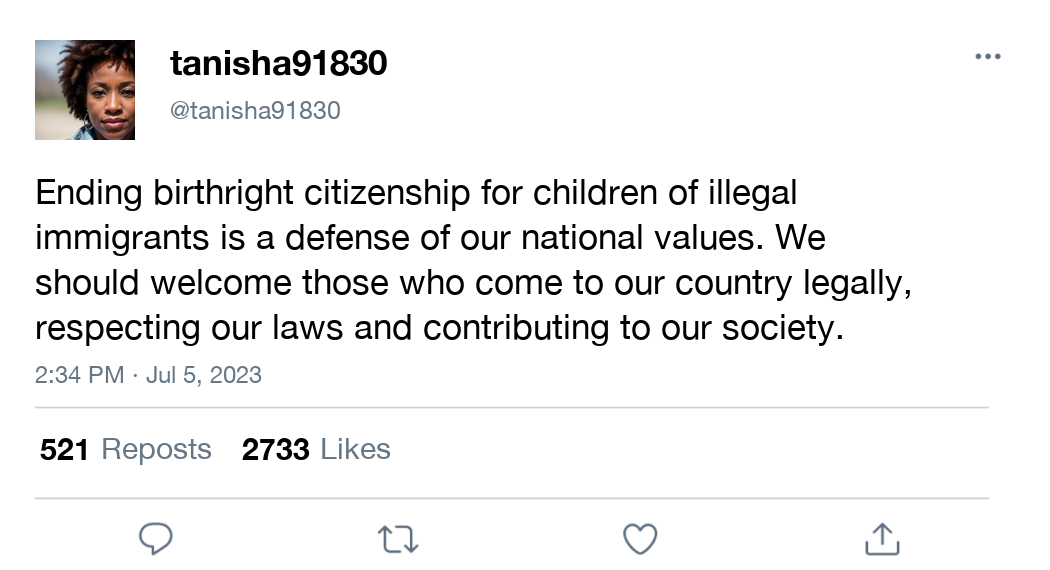 tanisha91830
@tanisha91830
Ending birthright citizenship for children of illegal
immigrants is a defense of our national values. We
should welcome those who come to our country legally,
respecting our laws and contributing to our society.
2:34 PM · Jul 5, 2023
521 Reposts 2733 Likes